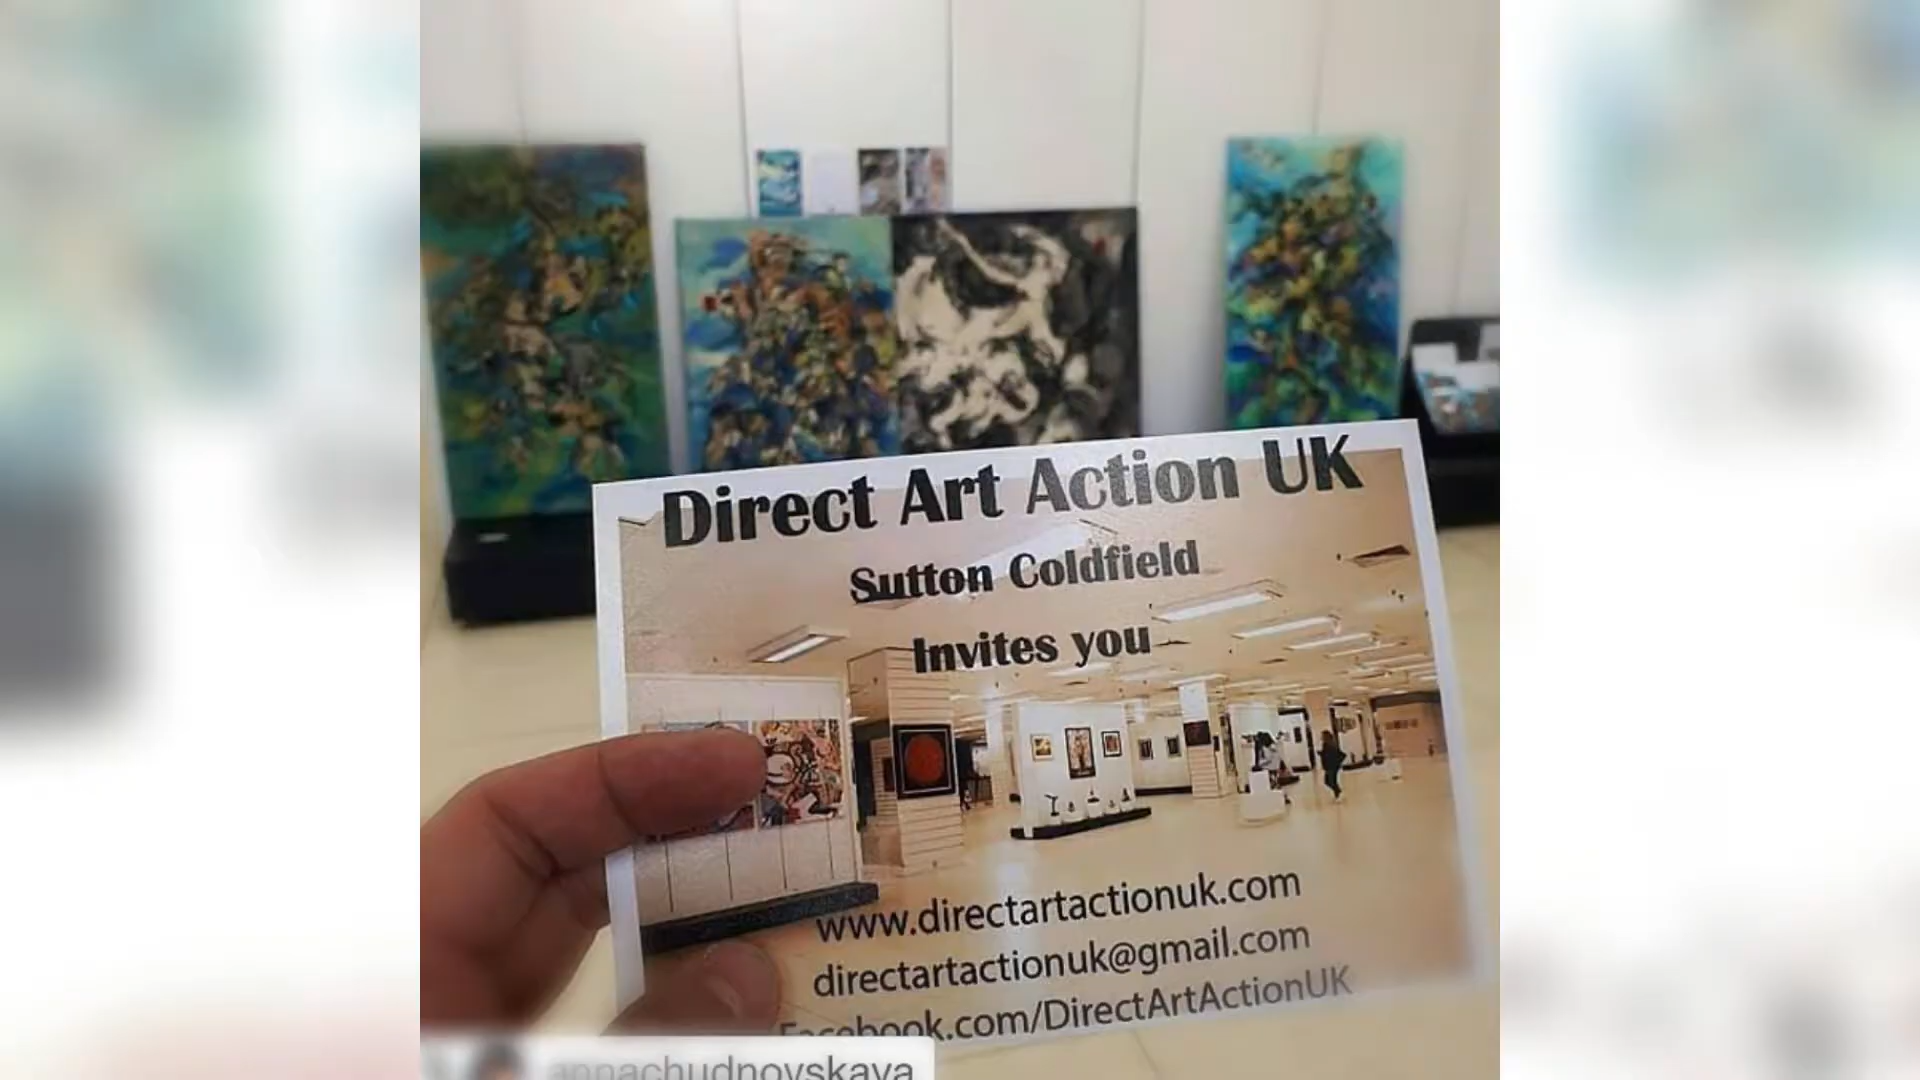 Direct Art Action UK
Sutton Coldfield
Invites you
www.directartactionuk.com
directartactionuk@gmail.com
Facebook.com/DirectArtActionUK
annachudnovskaya